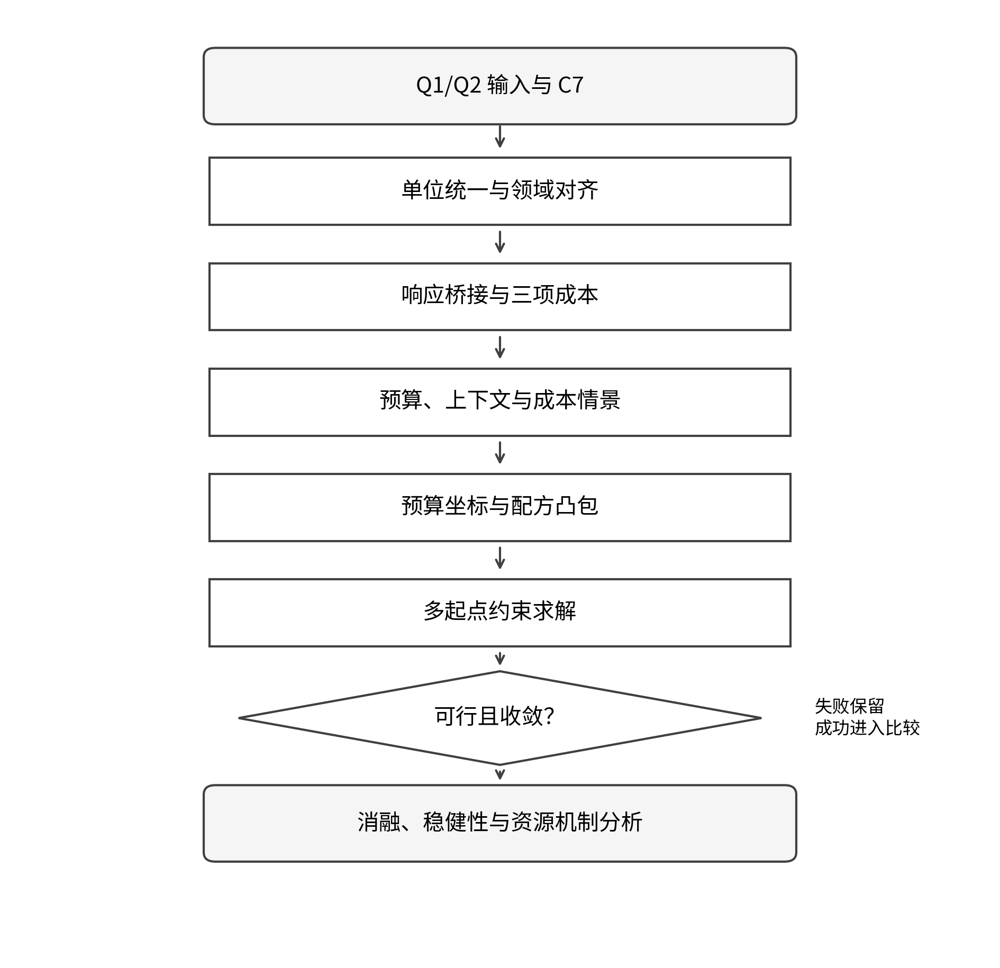 Q1/Q2 输入与 C7
单位统一与领域对齐
响应桥接与三项成本
预算、上下文与成本情景
预算坐标与配方凸包
多起点约束求解
可行且收敛？
失败保留
成功进入比较
消融、稳健性与资源机制分析